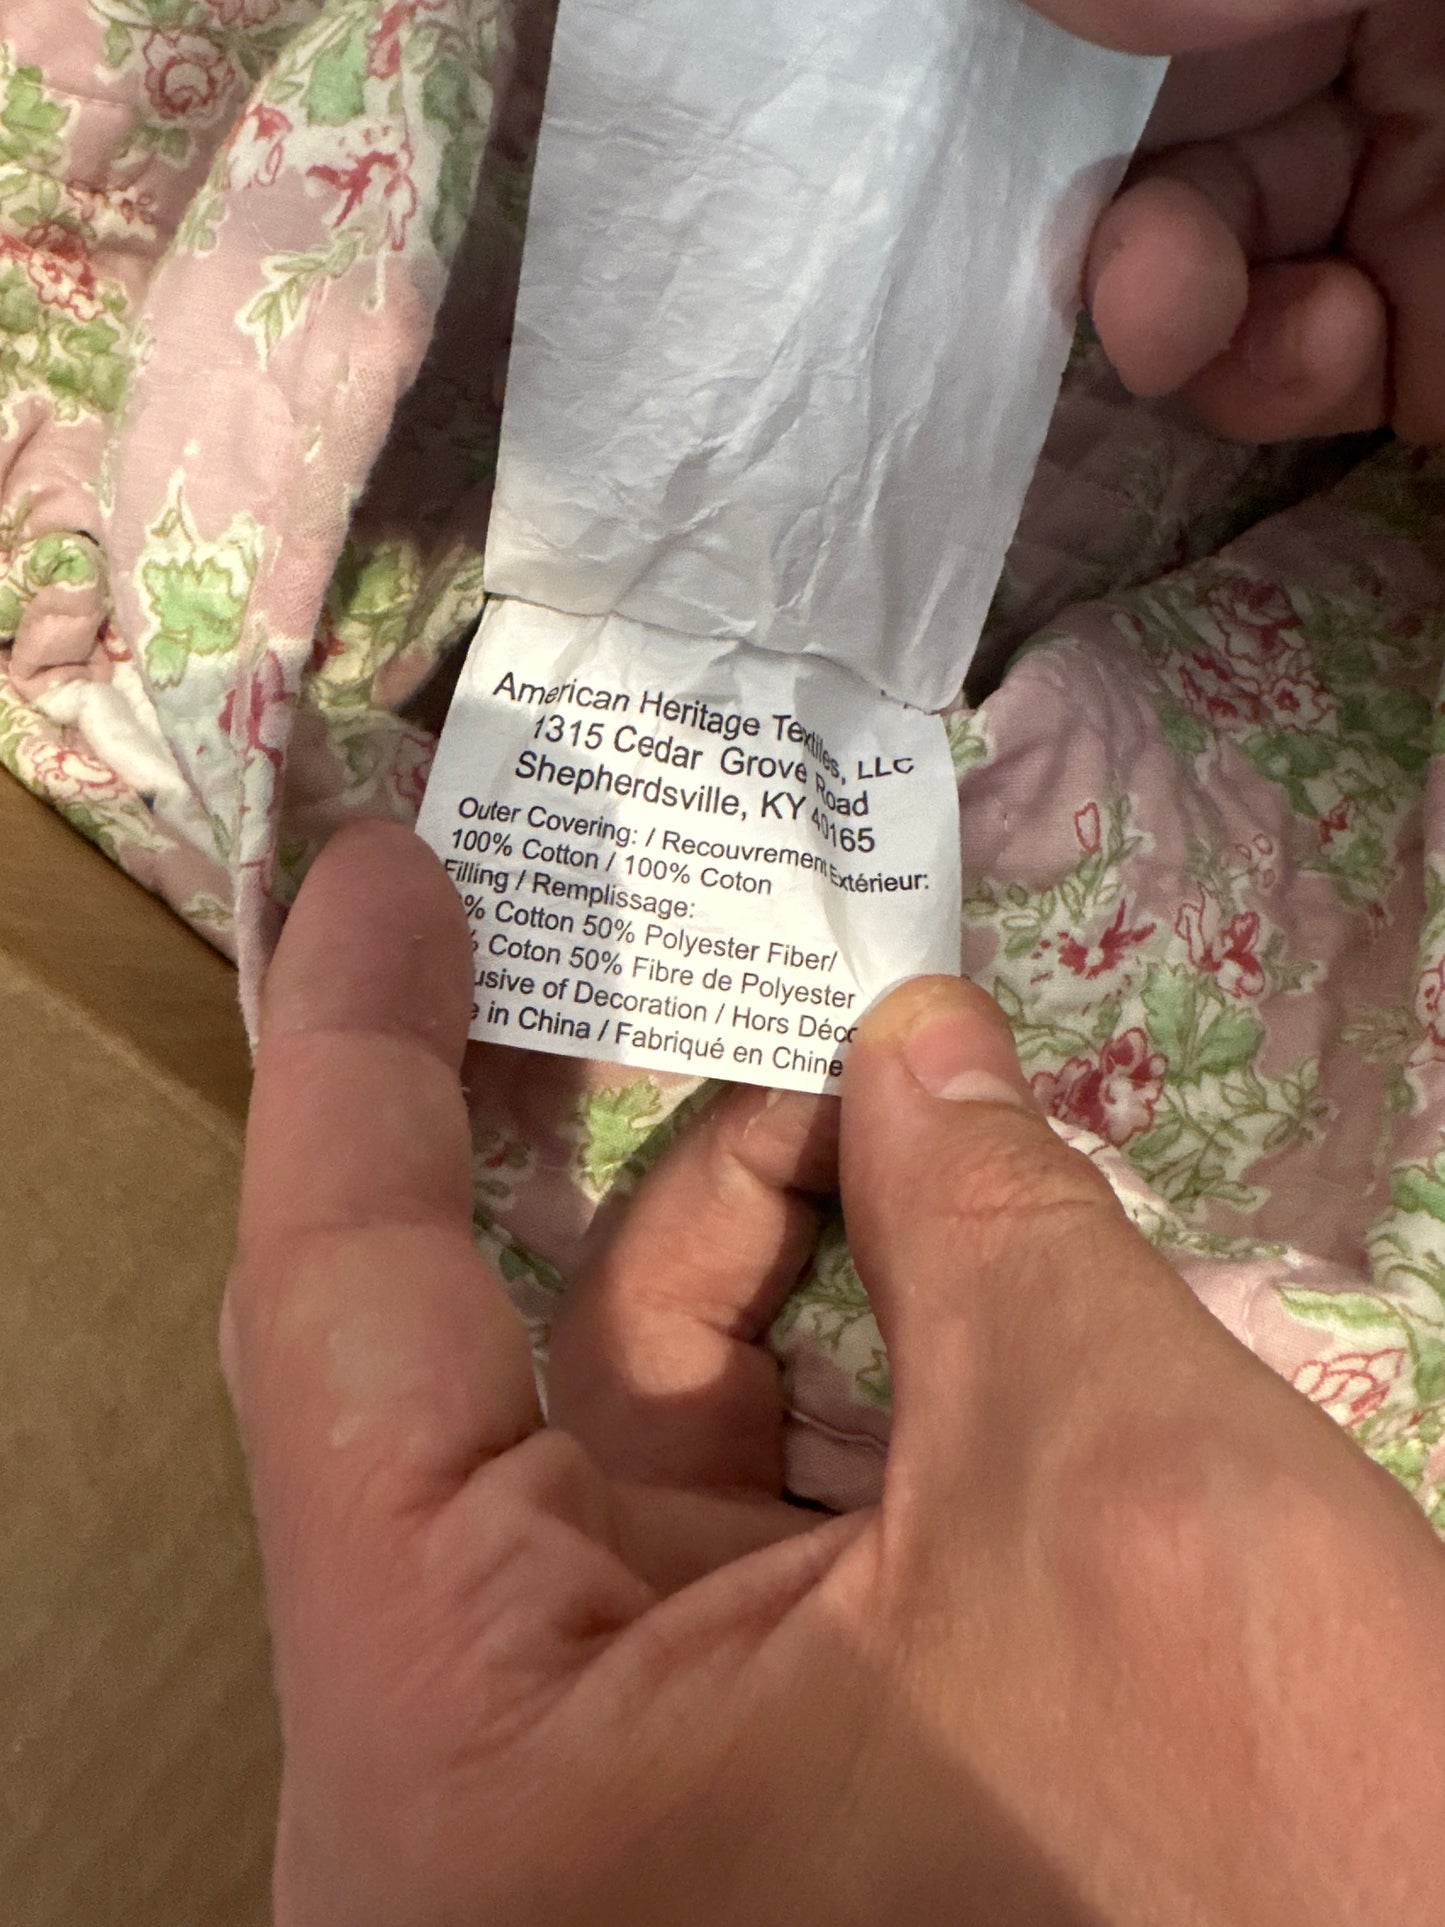 American Heritage Textiles, LLC
1315 Cedar Grove Road
Shepherdsville, KY 40165
Outer Covering: / Recouvrement Extérieur:
100% Cotton / 100% Coton
Filling / Remplissage:
% Cotton 50% Polyester Fiber/
% Coton 50% Fibre de Polyester
usive of Decoration / Hors Déco
e in China / Fabriqué en Chine